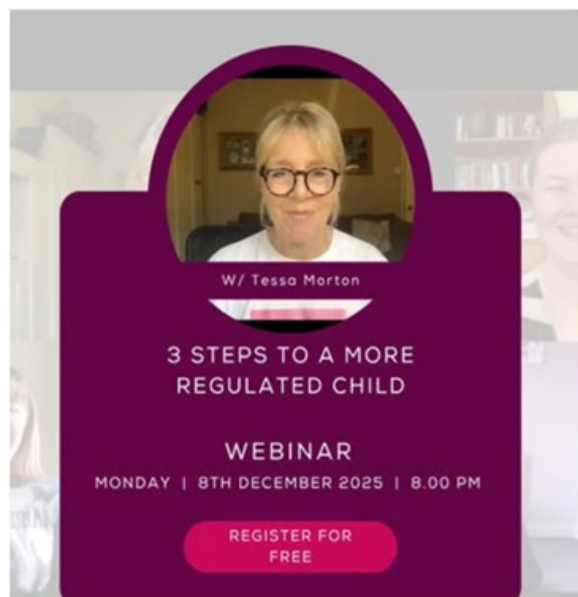 W/ Tessa Morton
3 STEPS TO A MORE
REGULATED CHILD
WEBINAR
MONDAY | 8TH DECEMBER 2025 | 8.00 PM
REGISTER FOR
FREE